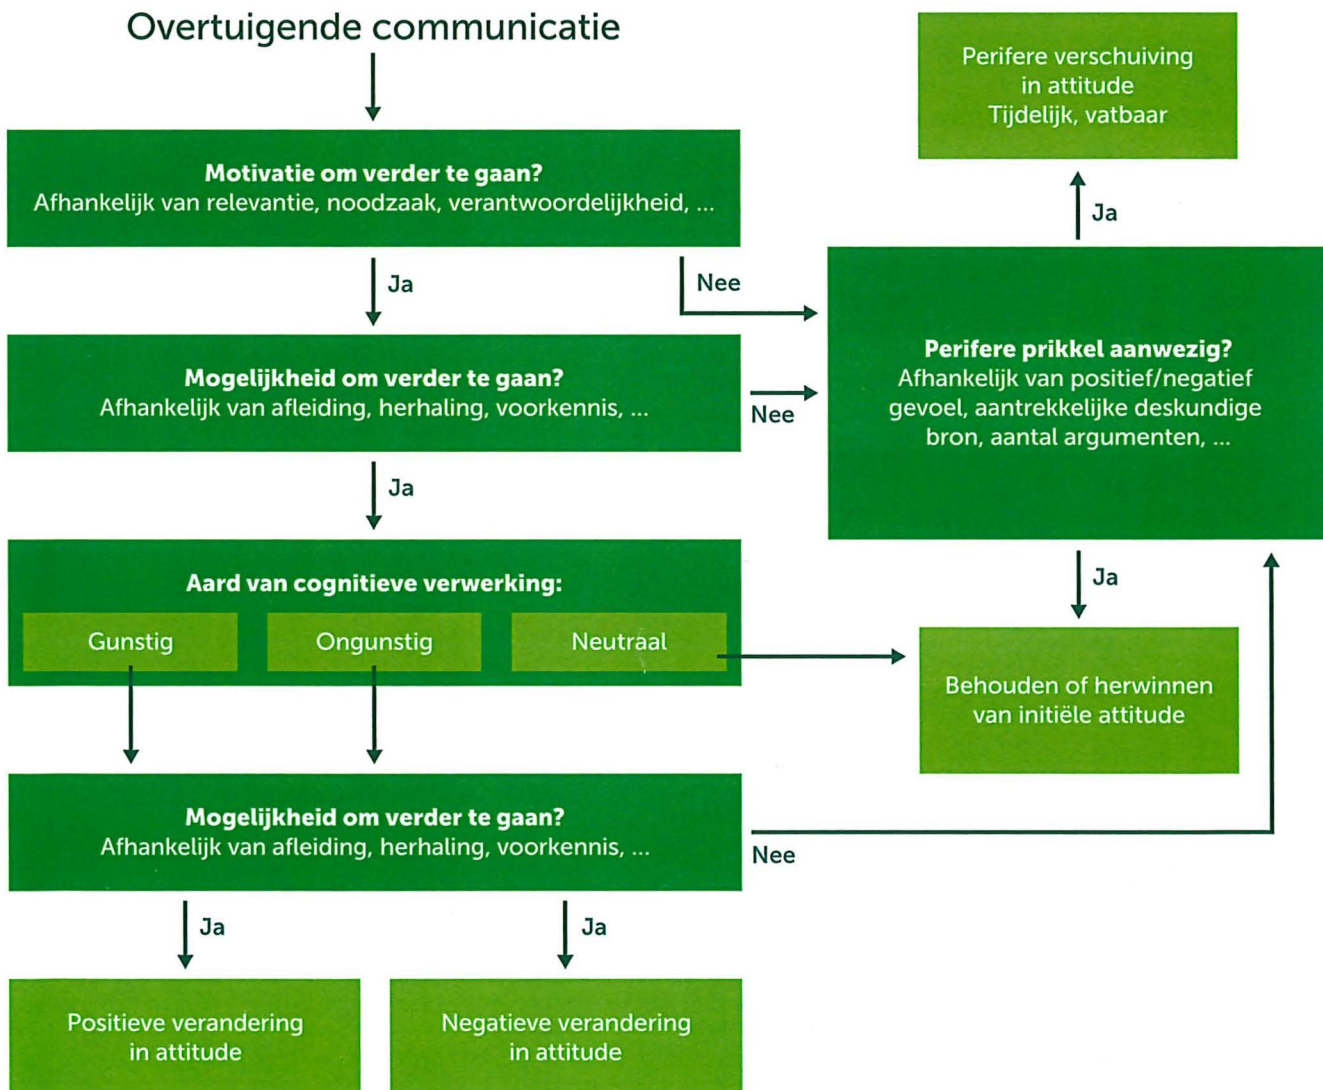 Overtuigende communicatie
Motivatie om verder te gaan?
Afhankelijk van relevantie, noodzaak, verantwoordelijkheid, ...
Ja
Nee
Mogelijkheid om verder te gaan?
Afhankelijk van afleiding, herhaling, voorkennis, ...
Nee
Ja
Aard van cognitieve verwerking:
Gunstig
Ongunstig
Neutraal
Mogelijkheid om verder te gaan?
Afhankelijk van afleiding, herhaling, voorkennis, ...
Nee
Ja
Ja
Positieve verandering
in attitude
Negatieve verandering
in attitude
Perifere verschuiving
in attitude
Tijdelijk, vatbaar
Ja
Perifere prikkel aanwezig?
Afhankelijk van positief/negatief
gevoel, aantrekkelijke deskundige
bron, aantal argumenten, ...
Ja
Behouden of herwinnen
van initiële attitude